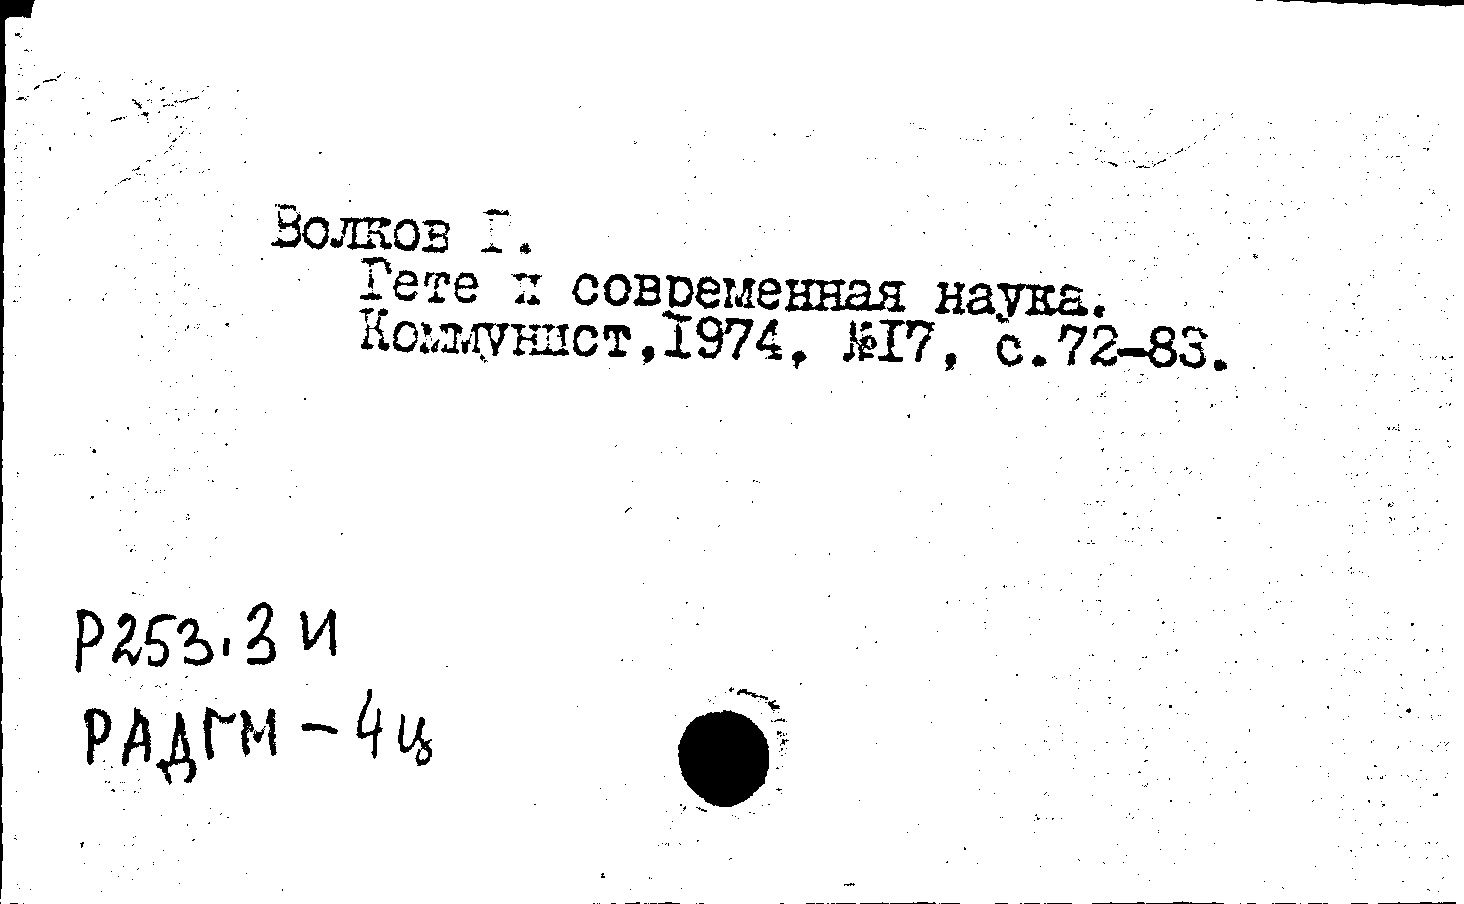 Волков Г.
Гете и современная наука.
Коммунист,1974, №17, с.72-83.
Р253.3 И
РАДГМ - 4ц